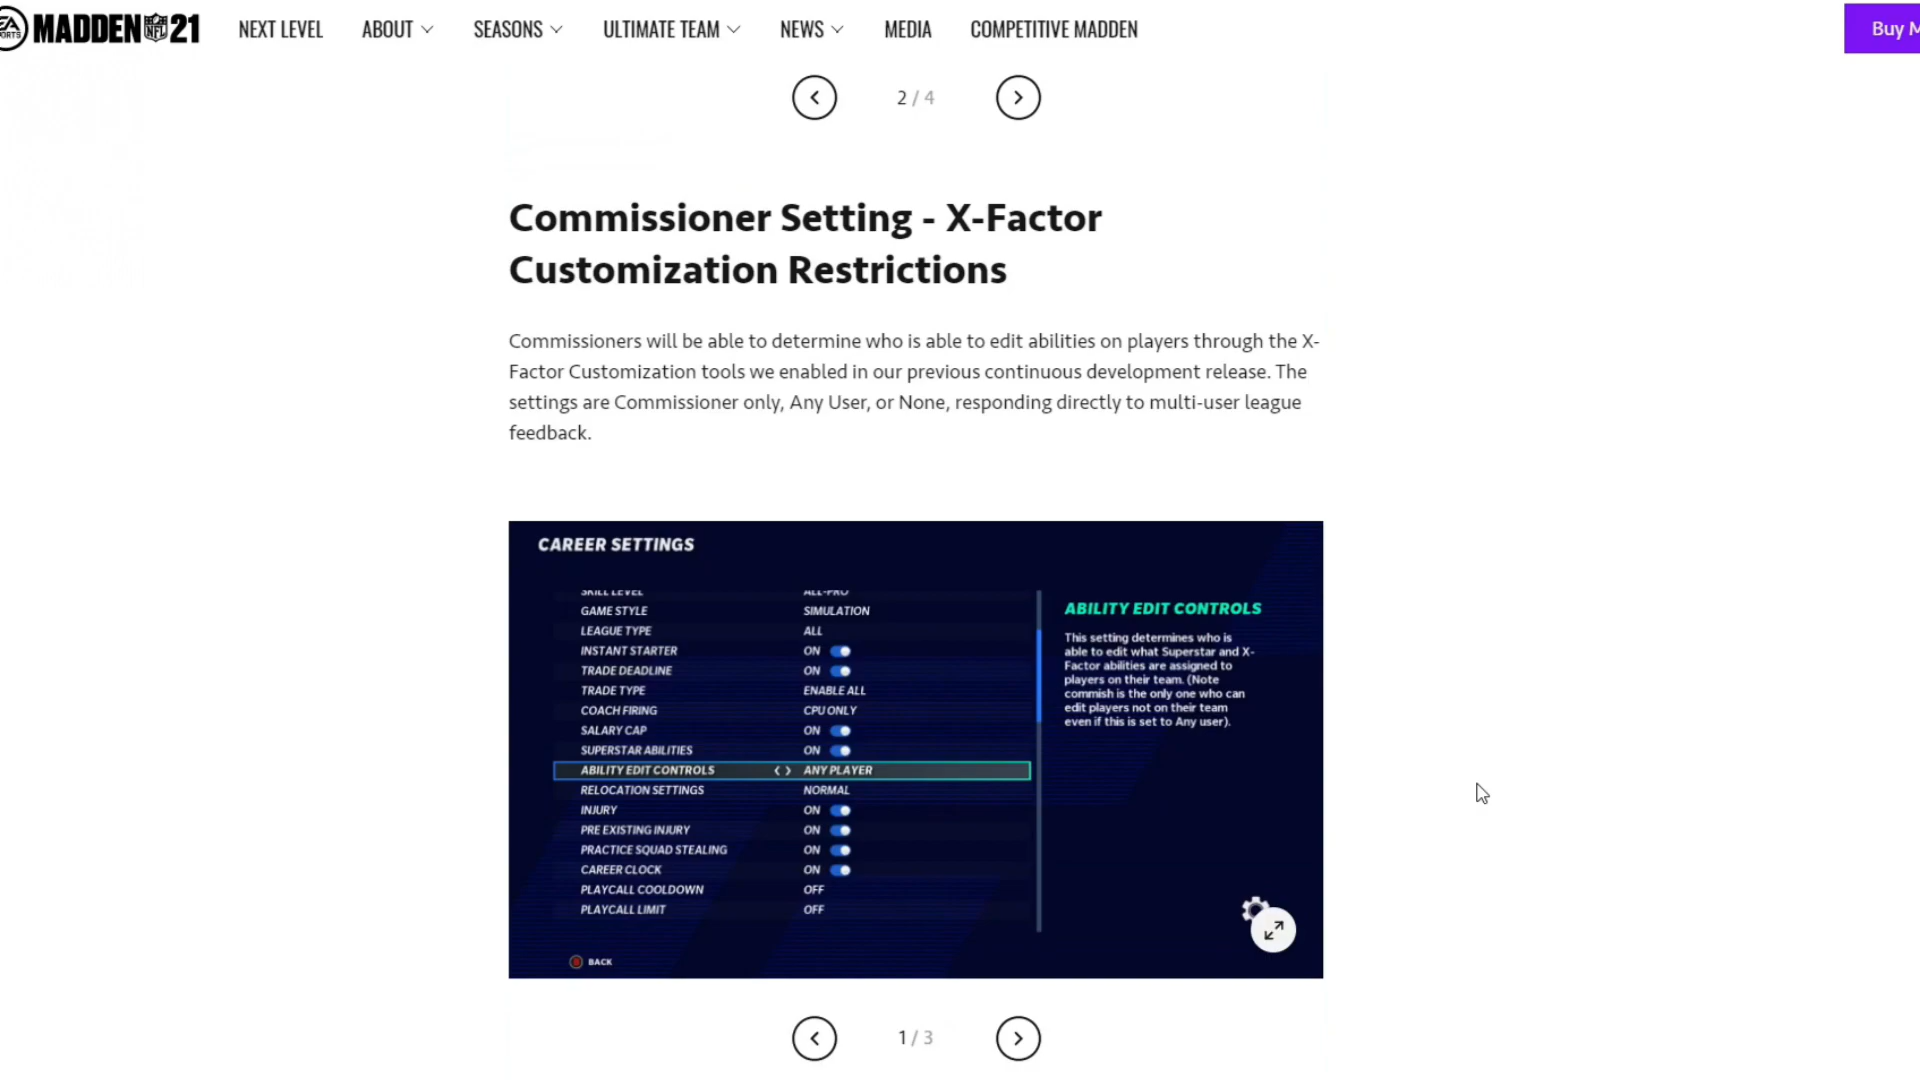 EA SPORTS MADDEN NFL 21 NEXT LEVEL ABOUT SEASONS ULTIMATE TEAM NEWS MEDIA COMPETITIVE MADDEN Buy M
2 / 4
Commissioner Setting - X-Factor
Customization Restrictions
Commissioners will be able to determine who is able to edit abilities on players through the X-
Factor Customization tools we enabled in our previous continuous development release. The
settings are Commissioner only, Any User, or None, responding directly to multi-user league
feedback.
CAREER SETTINGS
SKILL LEVEL ALL-PRO
GAME STYLE SIMULATION
LEAGUE TYPE ALL
INSTANT STARTER ON
TRADE DEADLINE ON
TRADE TYPE ENABLE ALL
COACH FIRING CPU ONLY
SALARY CAP ON
SUPERSTAR ABILITIES ON
ABILITY EDIT CONTROLS < > ANY PLAYER
RELOCATION SETTINGS NORMAL
INJURY ON
PRE EXISTING INJURY ON
PRACTICE SQUAD STEALING ON
CAREER CLOCK ON
PLAYCALL COOLDOWN OFF
PLAYCALL LIMIT OFF
ABILITY EDIT CONTROLS
This setting determines who is
able to edit what Superstar and X-
Factor abilities are assigned to
players on their team. (Note
commish is the only one who can
edit players not on their team
even if this is set to Any user).
BACK
1 / 3